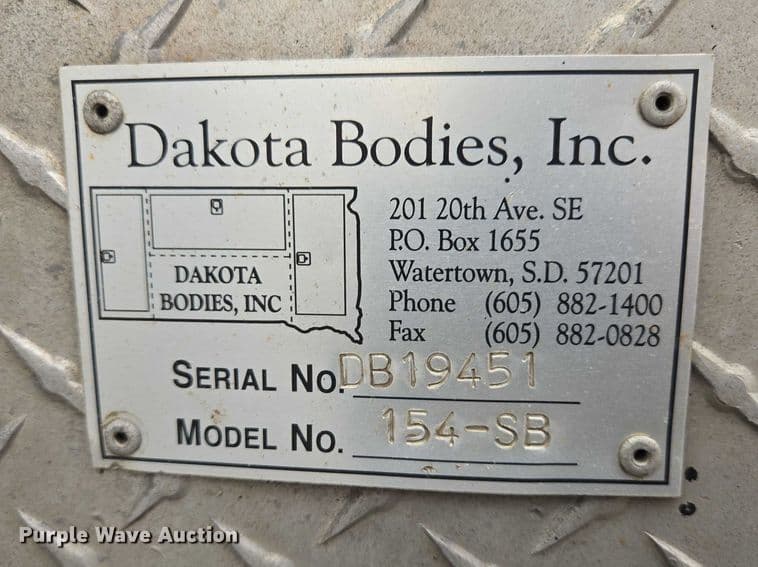 Dakota Bodies, Inc.
DAKOTA
BODIES, INC
201 20th Ave. SE
P.O. Box 1655
Watertown, S.D. 57201
Phone (605) 882-1400
Fax (605) 882-0828
SERIAL NO. DB19451
MODEL NO. 154-SB
Purple Wave Auction